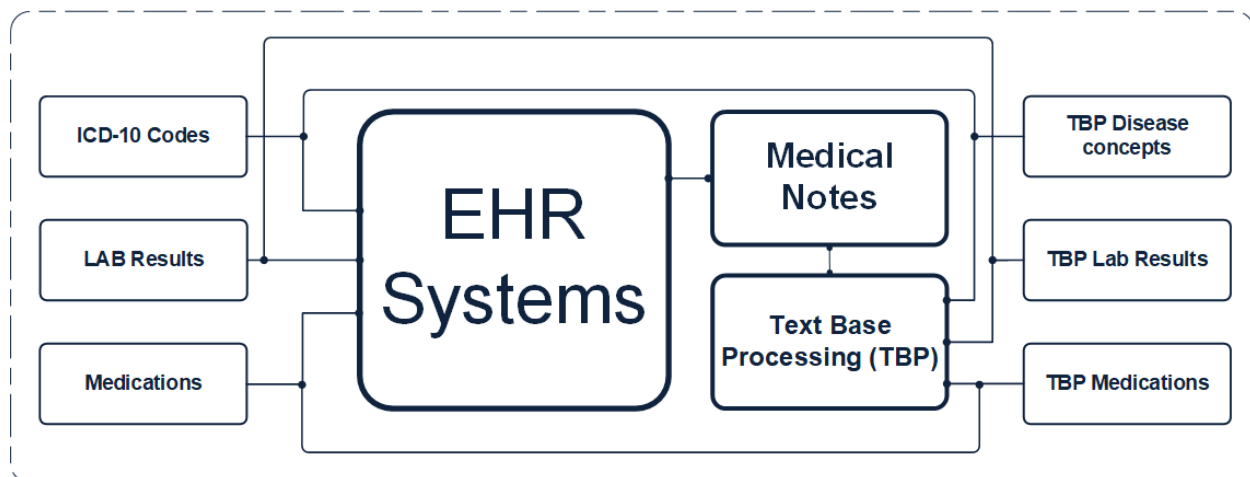 ICD-10 Codes
LAB Results
Medications
EHR
Systems
Medical
Notes
Text Base
Processing (TBP)
TBP Disease
concepts
TBP Lab Results
TBP Medications